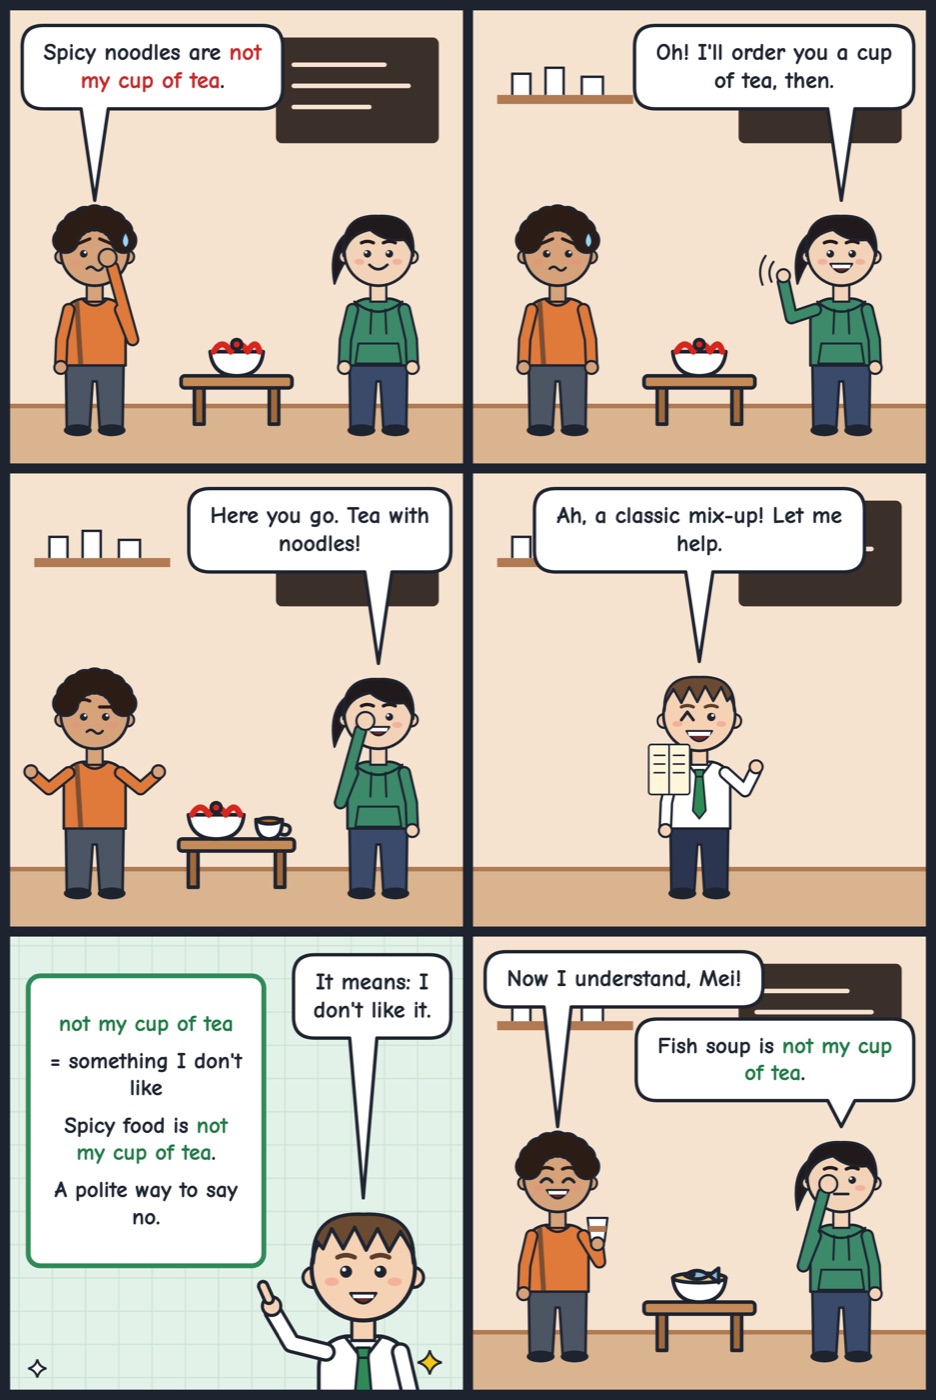 Spicy noodles are not
my cup of tea.
Oh! I'll order you a cup
of tea, then.
Here you go. Tea with
noodles!
Ah, a classic mix-up! Let me
help.
not my cup of tea
= something I don't
like
Spicy food is not
my cup of tea.
A polite way to say
no.
It means: I
don't like it.
Now I understand, Mei!
Fish soup is not my cup
of tea.